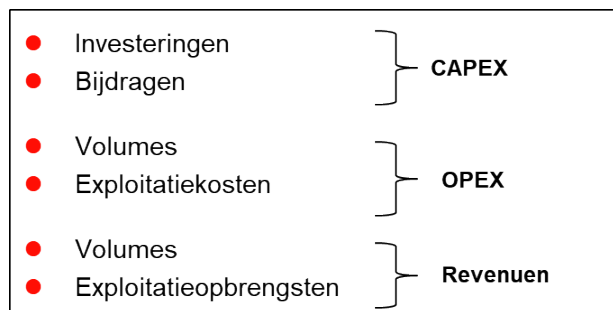 Investeringen
Bijdragen
CAPEX
Volumes
Exploitatiekosten
OPEX
Volumes
Exploitatieopbrengsten
Revenuen